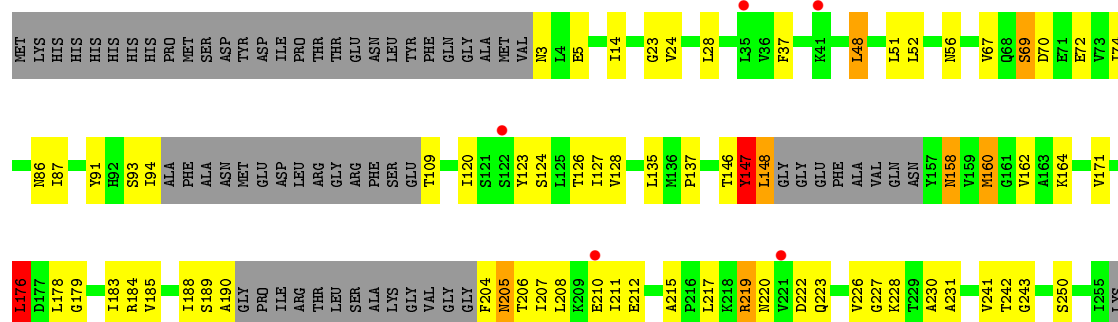 MET LYS HIS HIS HIS HIS HIS HIS PRO MET SER ASP TYR ASP ILE PRO THR THR GLU ASN LEU TYR PHE GLN GLY ALA MET VAL N3 L4 E5 I14 G23 V24 L28 L35 V36 F37 K41 L48 L51 L52 N56 V67 Q68 S69 D70 E71 E72 V73 I74
N86 I87 Y91 H92 S93 I94 ALA PHE ALA ASN MET GLU ASP LEU ARG GLY ARG PHE SER GLU T109 I120 S121 S122 Y123 S124 L125 T126 I127 V128 L135 M136 P137 T146 Y147 L148 GLY GLY GLU PHE ALA VAL GLN ASN Y157 N158 V159 M160 G161 V162 A163 K164 V171
L176 D177 L178 G179 I183 R184 V185 I188 S189 A190 GLY PRO ILE ARG THR LEU SER ALA LYS GLY VAL GLY GLY F204 N205 T206 I207 L208 K209 E210 I211 E212 A215 P216 L217 K218 R219 N220 V221 D222 Q223 V226 G227 K228 T229 A230 A231 V241 T242 G243 S250 I255 LYS